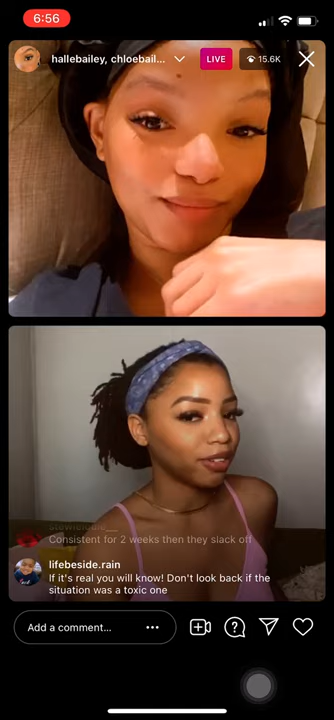 6:56
hallebailey, chloebail...
LIVE
15.6K
Consistent for 2 weeks then they slack off
lifebeside.rain
If it's real you will know! Don't look back if the
situation was a toxic one
Add a comment...